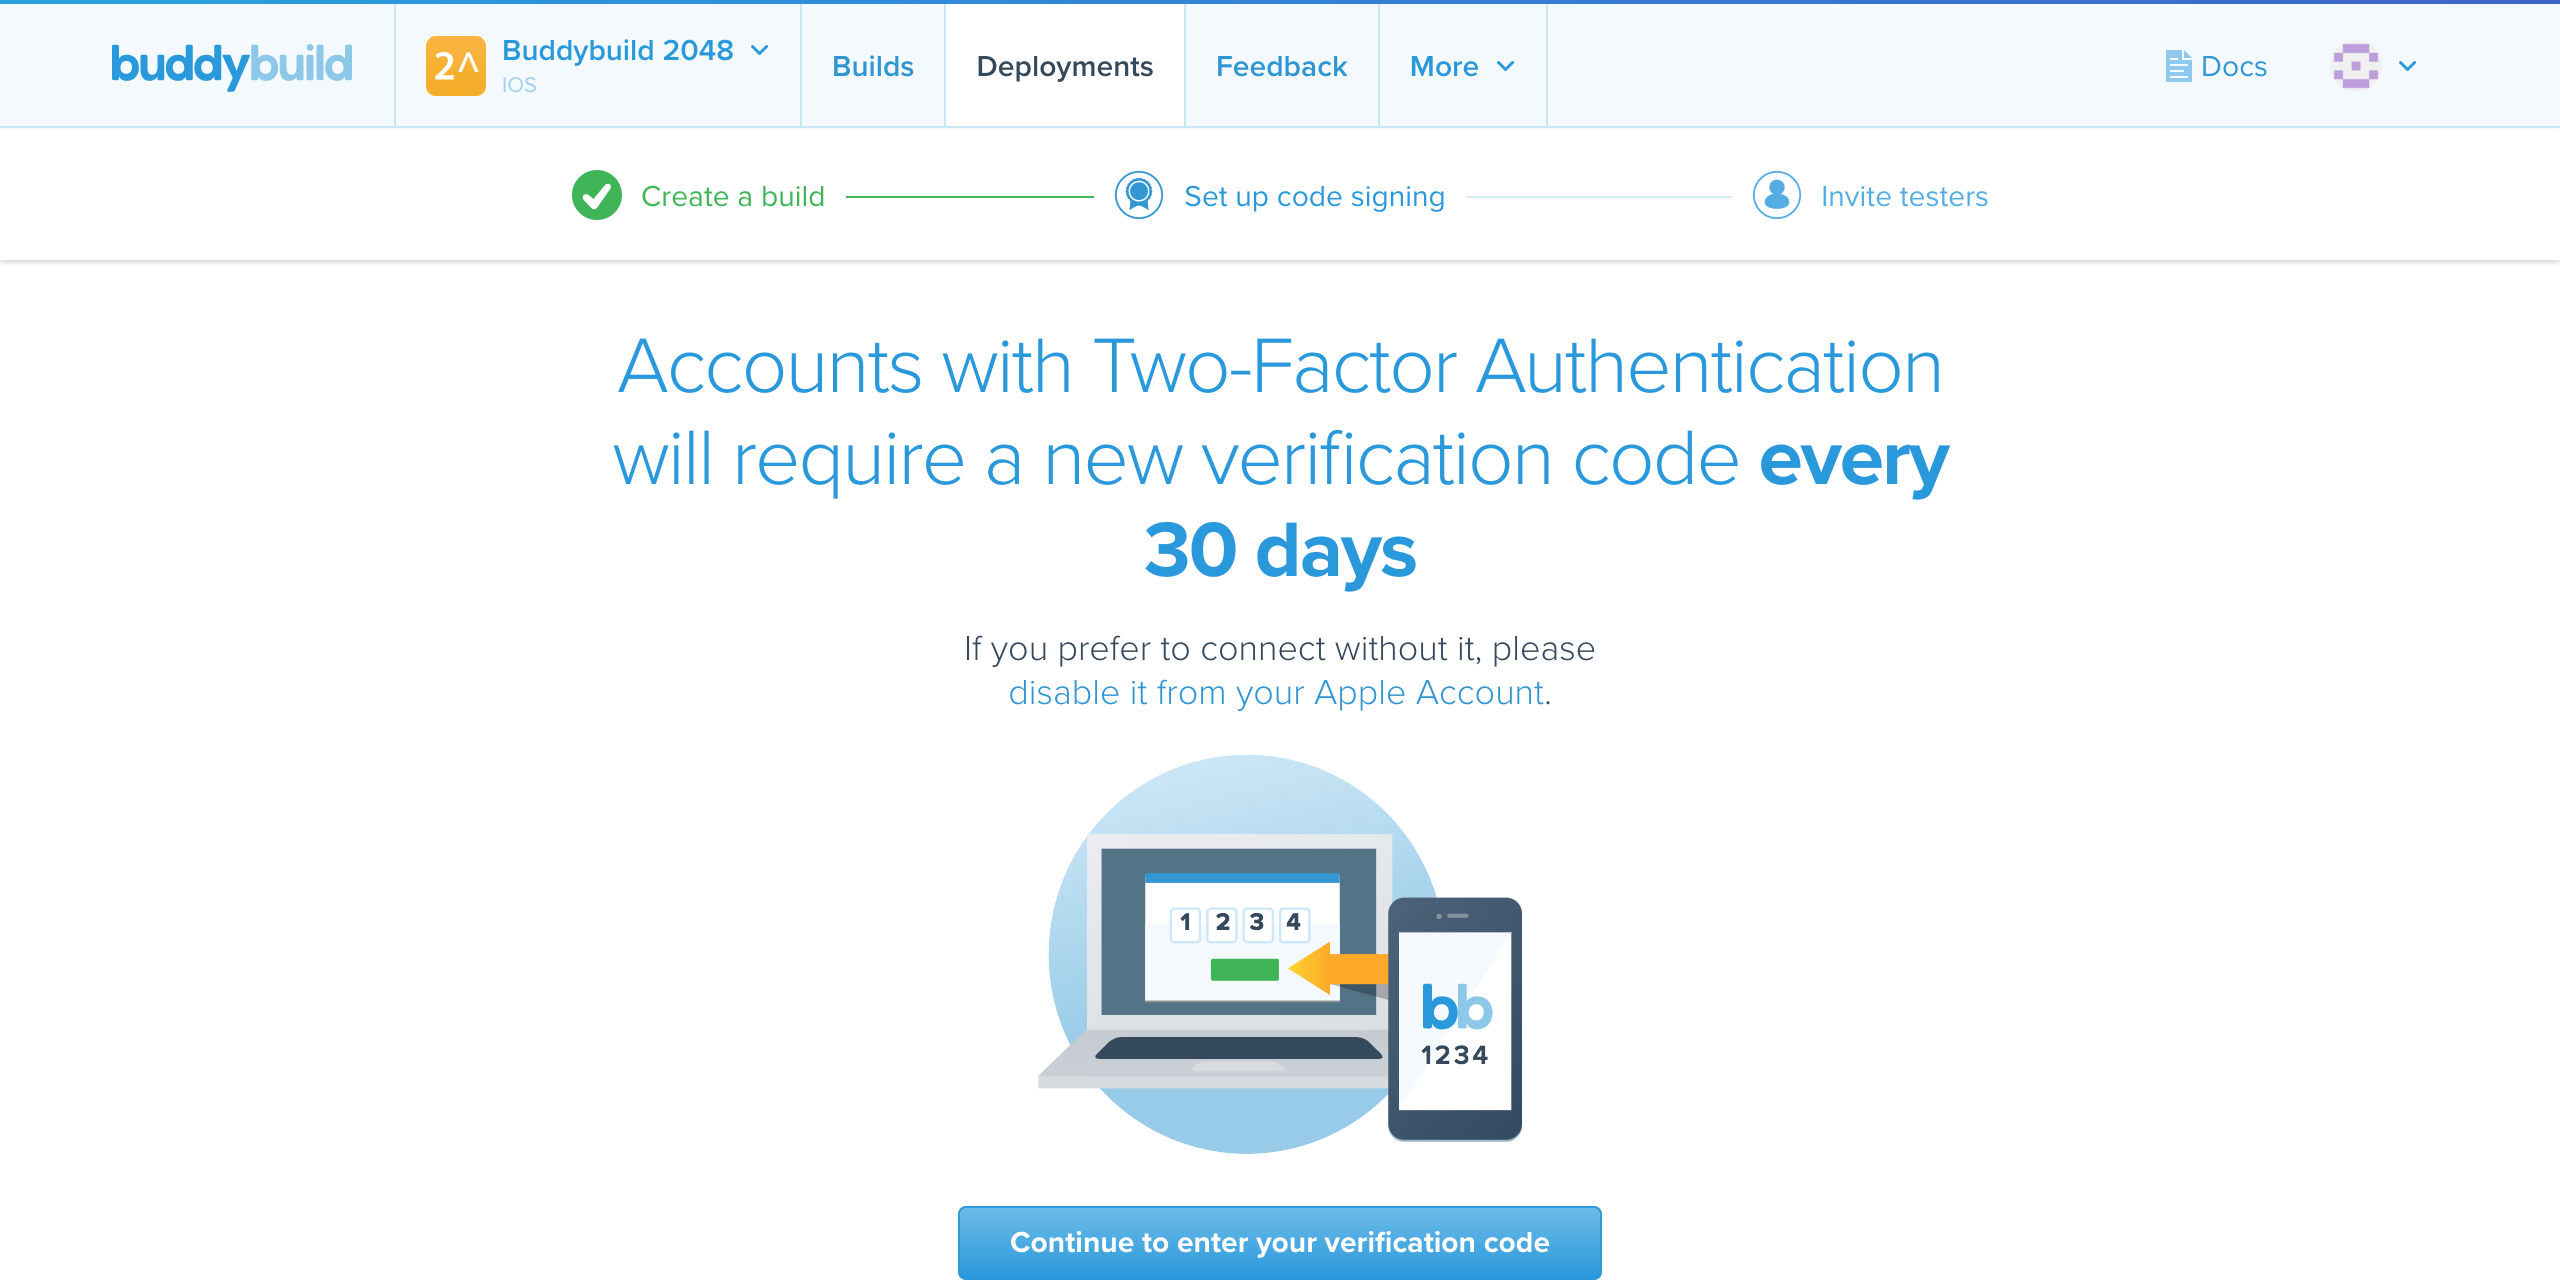 buddybuild
2^
Buddybuild 2048
IOS
Builds
Deployments
Feedback
More
Docs
Create a build
Set up code signing
Invite testers
Accounts with Two-Factor Authentication
will require a new verification code every
30 days
If you prefer to connect without it, please
disable it from your Apple Account.
1 2 3 4
bb
1234
Continue to enter your verification code